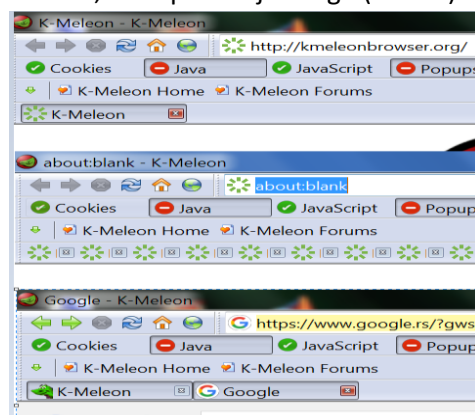 K-Meleon - K-Meleon
http://kmeleonbrowser.org/
Cookies Java JavaScript Popups
K-Meleon Home K-Meleon Forums
K-Meleon
about:blank - K-Meleon
about:blank
Cookies Java JavaScript Popup
K-Meleon Home K-Meleon Forums
Google - K-Meleon
https://www.google.rs/?gws
Cookies Java JavaScript Popup
K-Meleon Home K-Meleon Forums
K-Meleon Google